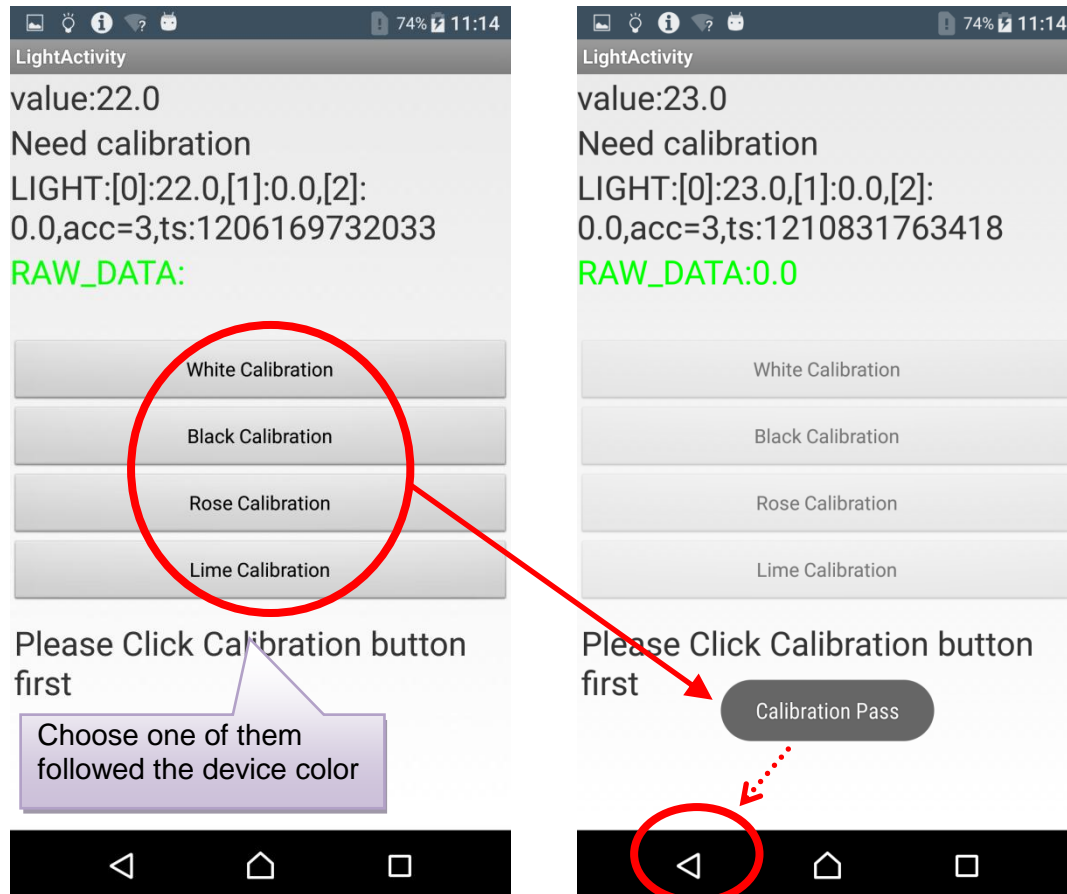 74% 11:14
LightActivity
value:22.0
Need calibration
LIGHT:[0]:22.0,[1]:0.0,[2]:
0.0,acc=3,ts:1206169732033
RAW_DATA:
White Calibration
Black Calibration
Rose Calibration
Lime Calibration
Please Click Calibration button
first
Choose one of them
followed the device color
74% 11:14
LightActivity
value:23.0
Need calibration
LIGHT:[0]:23.0,[1]:0.0,[2]:
0.0,acc=3,ts:1210831763418
RAW_DATA:0.0
White Calibration
Black Calibration
Rose Calibration
Lime Calibration
Please Click Calibration button
first
Calibration Pass